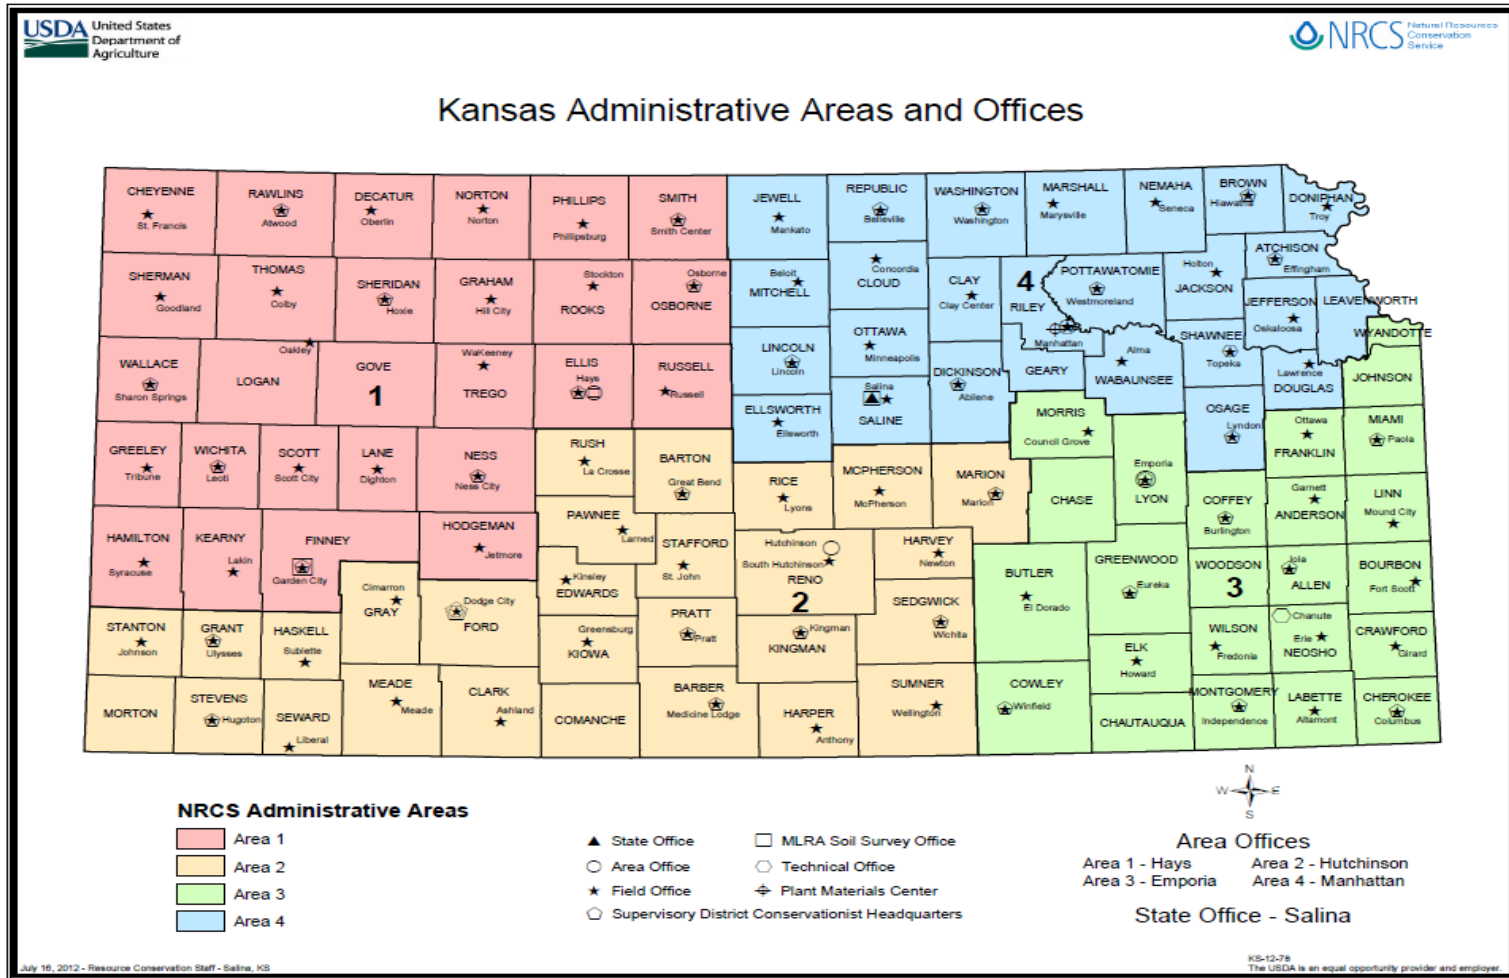 USDA United States
Department of
Agriculture
NRCS Natural Resources
Conservation
Service
Kansas Administrative Areas and Offices
CHEYENNE
St. Francis
RAWLINS
Atwood
DECATUR
Oberlin
NORTON
Norton
PHILLIPS
Phillipsburg
SMITH
Smith Center
JEWELL
Mankato
REPUBLIC
Belleville
WASHINGTON
Washington
MARSHALL
Marysville
NEMAHA
Seneca
BROWN
Hiawatha
DONIPHAN
Troy
SHERMAN
Goodland
THOMAS
Colby
SHERIDAN
Hoxie
GRAHAM
Hill City
Stockton
ROOKS
Osborne
OSBORNE
Beloit
MITCHELL
Concordia
CLOUD
CLAY
Clay Center
4
RILEY
Manhattan
POTTAWATOMIE
Westmoreland
Holton
JACKSON
ATCHISON
Effingham
JEFFERSON
Oskaloosa
LEAVENWORTH
WYANDOTTE
WALLACE
Sharon Springs
Oakley
LOGAN
GOVE
1
WaKeeney
TREGO
ELLIS
Hays
RUSSELL
Russell
LINCOLN
Lincoln
OTTAWA
Minneapolis
DICKINSON
Abilene
GEARY
Alma
WABAUNSEE
SHAWNEE
Topeka
Lawrence
DOUGLAS
JOHNSON
ELLSWORTH
Ellsworth
Salina
SALINE
MORRIS
Council Grove
OSAGE
Lyndon
Ottawa
FRANKLIN
MIAMI
Paola
GREELEY
Tribune
WICHITA
Leoti
SCOTT
Scott City
LANE
Dighton
NESS
Ness City
RUSH
La Crosse
BARTON
Great Bend
RICE
Lyons
MCPHERSON
McPherson
MARION
Marion
CHASE
Emporia
LYON
COFFEY
Burlington
Garnett
ANDERSON
LINN
Mound City
HAMILTON
Syracuse
KEARNY
Lakin
FINNEY
Garden City
HODGEMAN
Jetmore
PAWNEE
Larned
STAFFORD
St. John
Hutchinson
South Hutchinson
RENO
2
HARVEY
Newton
BUTLER
El Dorado
GREENWOOD
Eureka
WOODSON
3
Iola
ALLEN
BOURBON
Fort Scott
Cimarron
GRAY
Dodge City
FORD
Kinsley
EDWARDS
PRATT
Pratt
SEDGWICK
Wichita
STANTON
Johnson
GRANT
Ulysses
HASKELL
Sublette
Greensburg
KIOWA
Kingman
KINGMAN
ELK
Howard
WILSON
Fredonia
Chanute
Erie
NEOSHO
CRAWFORD
Girard
MORTON
STEVENS
Hugoton
SEWARD
Liberal
MEADE
Meade
CLARK
Ashland
COMANCHE
BARBER
Medicine Lodge
HARPER
Anthony
SUMNER
Wellington
COWLEY
Winfield
CHAUTAUQUA
MONTGOMERY
Independence
LABETTE
Altamont
CHEROKEE
Columbus
N
W E
S
NRCS Administrative Areas
Area 1
Area 2
Area 3
Area 4
State Office
Area Office
Field Office
Supervisory District Conservationist Headquarters
MLRA Soil Survey Office
Technical Office
Plant Materials Center
Area Offices
Area 1 - Hays Area 2 - Hutchinson
Area 3 - Emporia Area 4 - Manhattan
State Office - Salina
July 16, 2012 - Resource Conservation Staff - Salina, KS
KS-12-78
The USDA is an equal opportunity provider and employer.